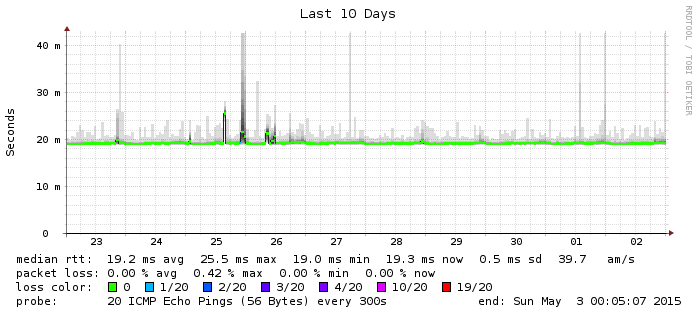 Last 10 Days
RRDTOOL / TOBI OETIKER
Seconds
40 m
30 m
20 m
10 m
0
23 24 25 26 27 28 29 30 01 02
median rtt: 19.2 ms avg 25.5 ms max 19.0 ms min 19.3 ms now 0.5 ms sd 39.7 am/s
packet loss: 0.00 % avg 0.42 % max 0.00 % min 0.00 % now
loss color: 0 1/20 2/20 3/20 4/20 10/20 19/20
probe: 20 ICMP Echo Pings (56 Bytes) every 300s end: Sun May 3 00:05:07 2015